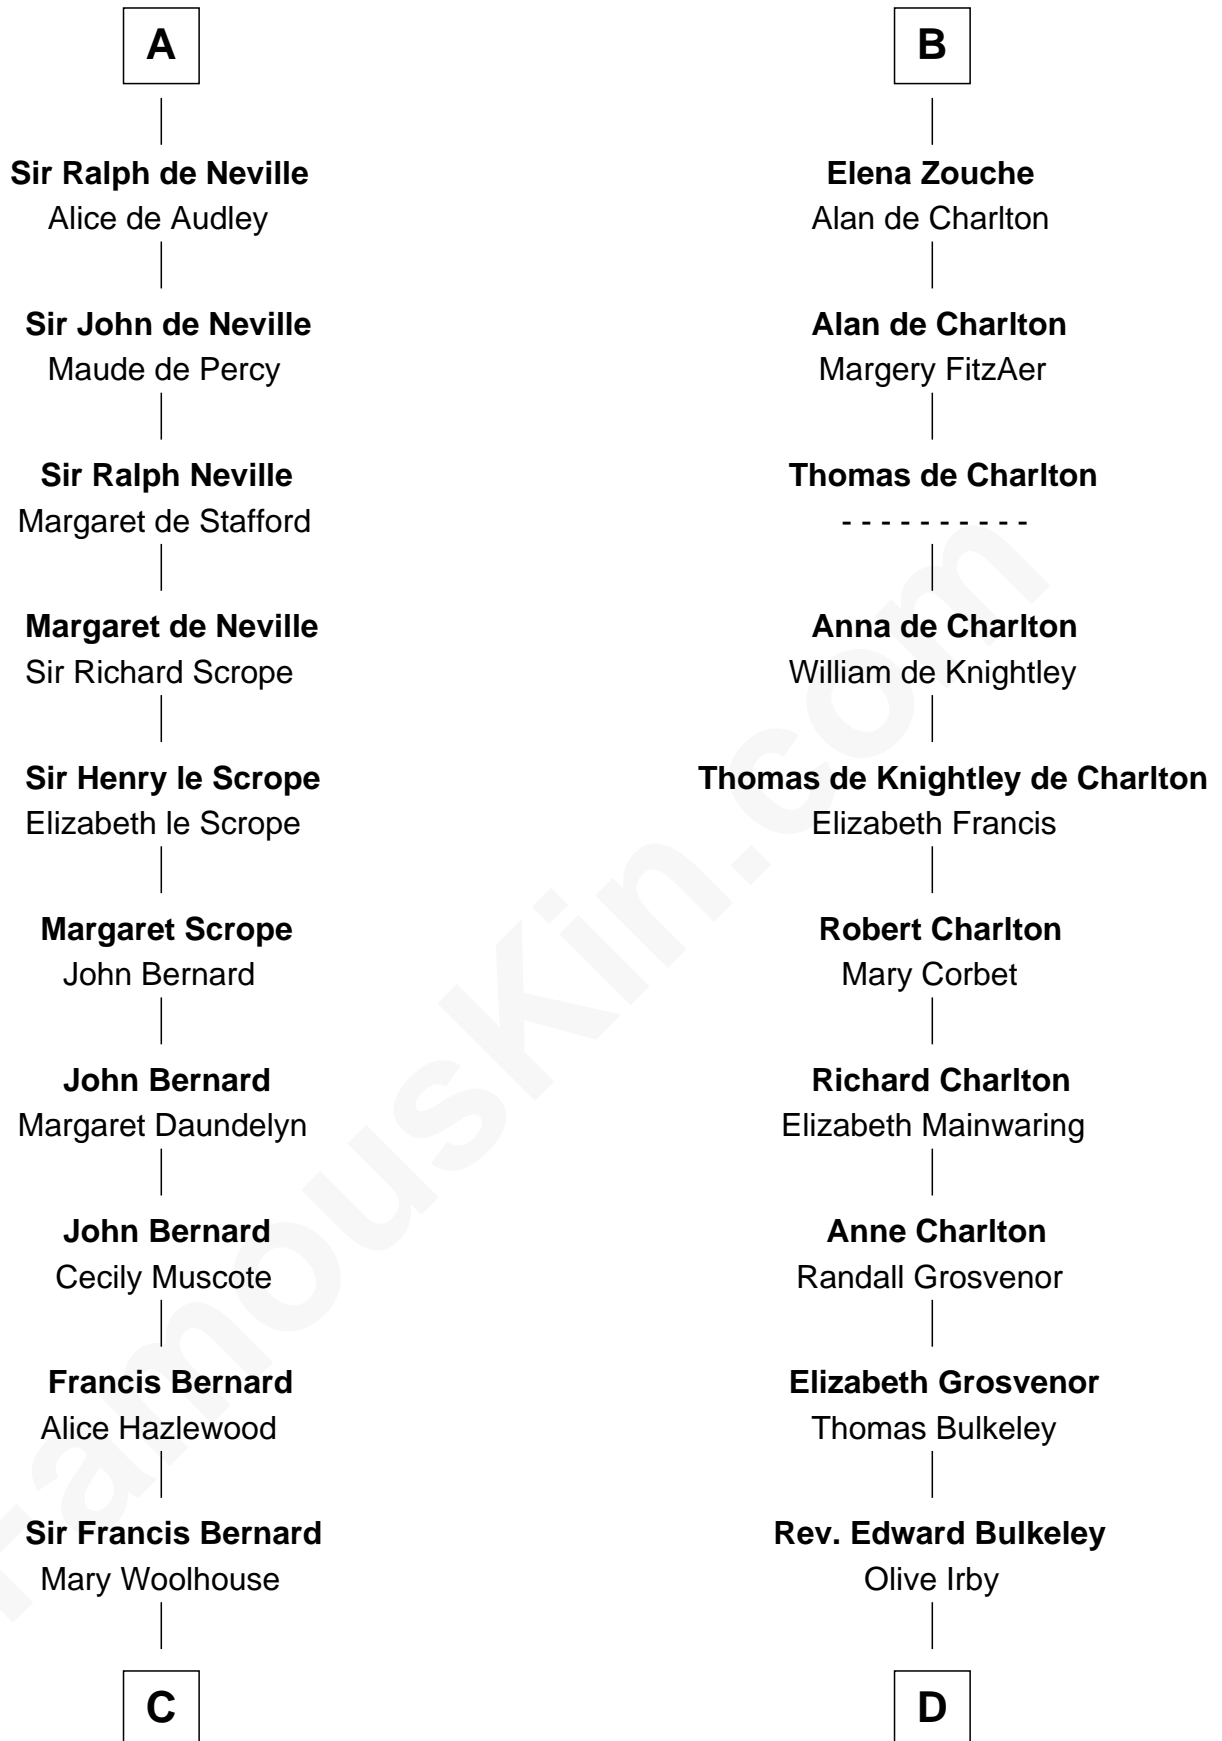 A
Sir Ralph de Neville
Alice de Audley
Sir John de Neville
Maude de Percy
Sir Ralph Neville
Margaret de Stafford
Margaret de Neville
Sir Richard Scrope
Sir Henry le Scrope
Elizabeth le Scrope
Margaret Scrope
John Bernard
John Bernard
Margaret Daundelyn
John Bernard
Cecily Muscote
Francis Bernard
Alice Hazlewood
Sir Francis Bernard
Mary Woolhouse
C
B
Elena Zouche
Alan de Charlton
Alan de Charlton
Margery FitzAer
Thomas de Charlton
- - - - - - - - - -
Anna de Charlton
William de Knightley
Thomas de Knightley de Charlton
Elizabeth Francis
Robert Charlton
Mary Corbet
Richard Charlton
Elizabeth Mainwaring
Anne Charlton
Randall Grosvenor
Elizabeth Grosvenor
Thomas Bulkeley
Rev. Edward Bulkeley
Olive Irby
D
FamousKin.com